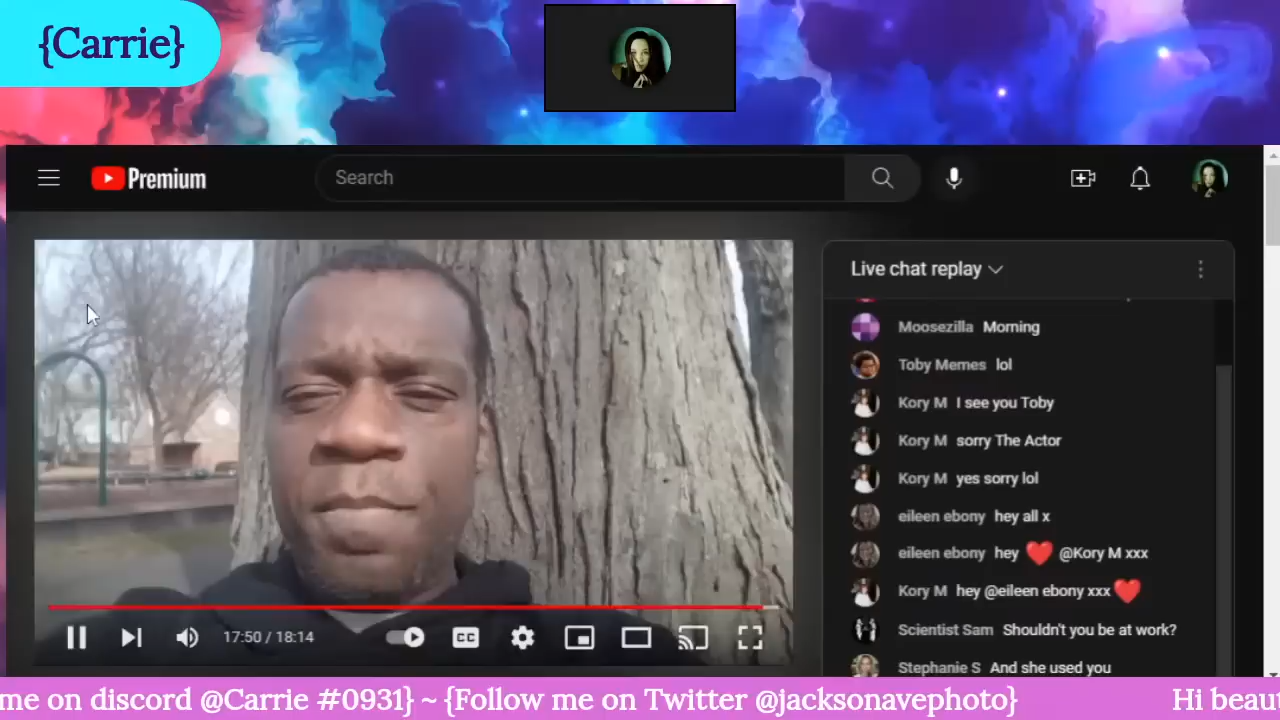 {Carrie}
Premium
Search
Live chat replay
Moosezilla Morning
Toby Memes lol
Kory M I see you Toby
Kory M sorry The Actor
Kory M yes sorry lol
eileen ebony hey all x
eileen ebony hey ❤️ @Kory M xxx
Kory M hey @eileen ebony xxx ❤️
Scientist Sam Shouldn't you be at work?
Stephanie S And she used you
17:50 / 18:14
CC
me on discord @Carrie #0931} ~ {Follow me on Twitter @jacksonavephoto} Hi beau